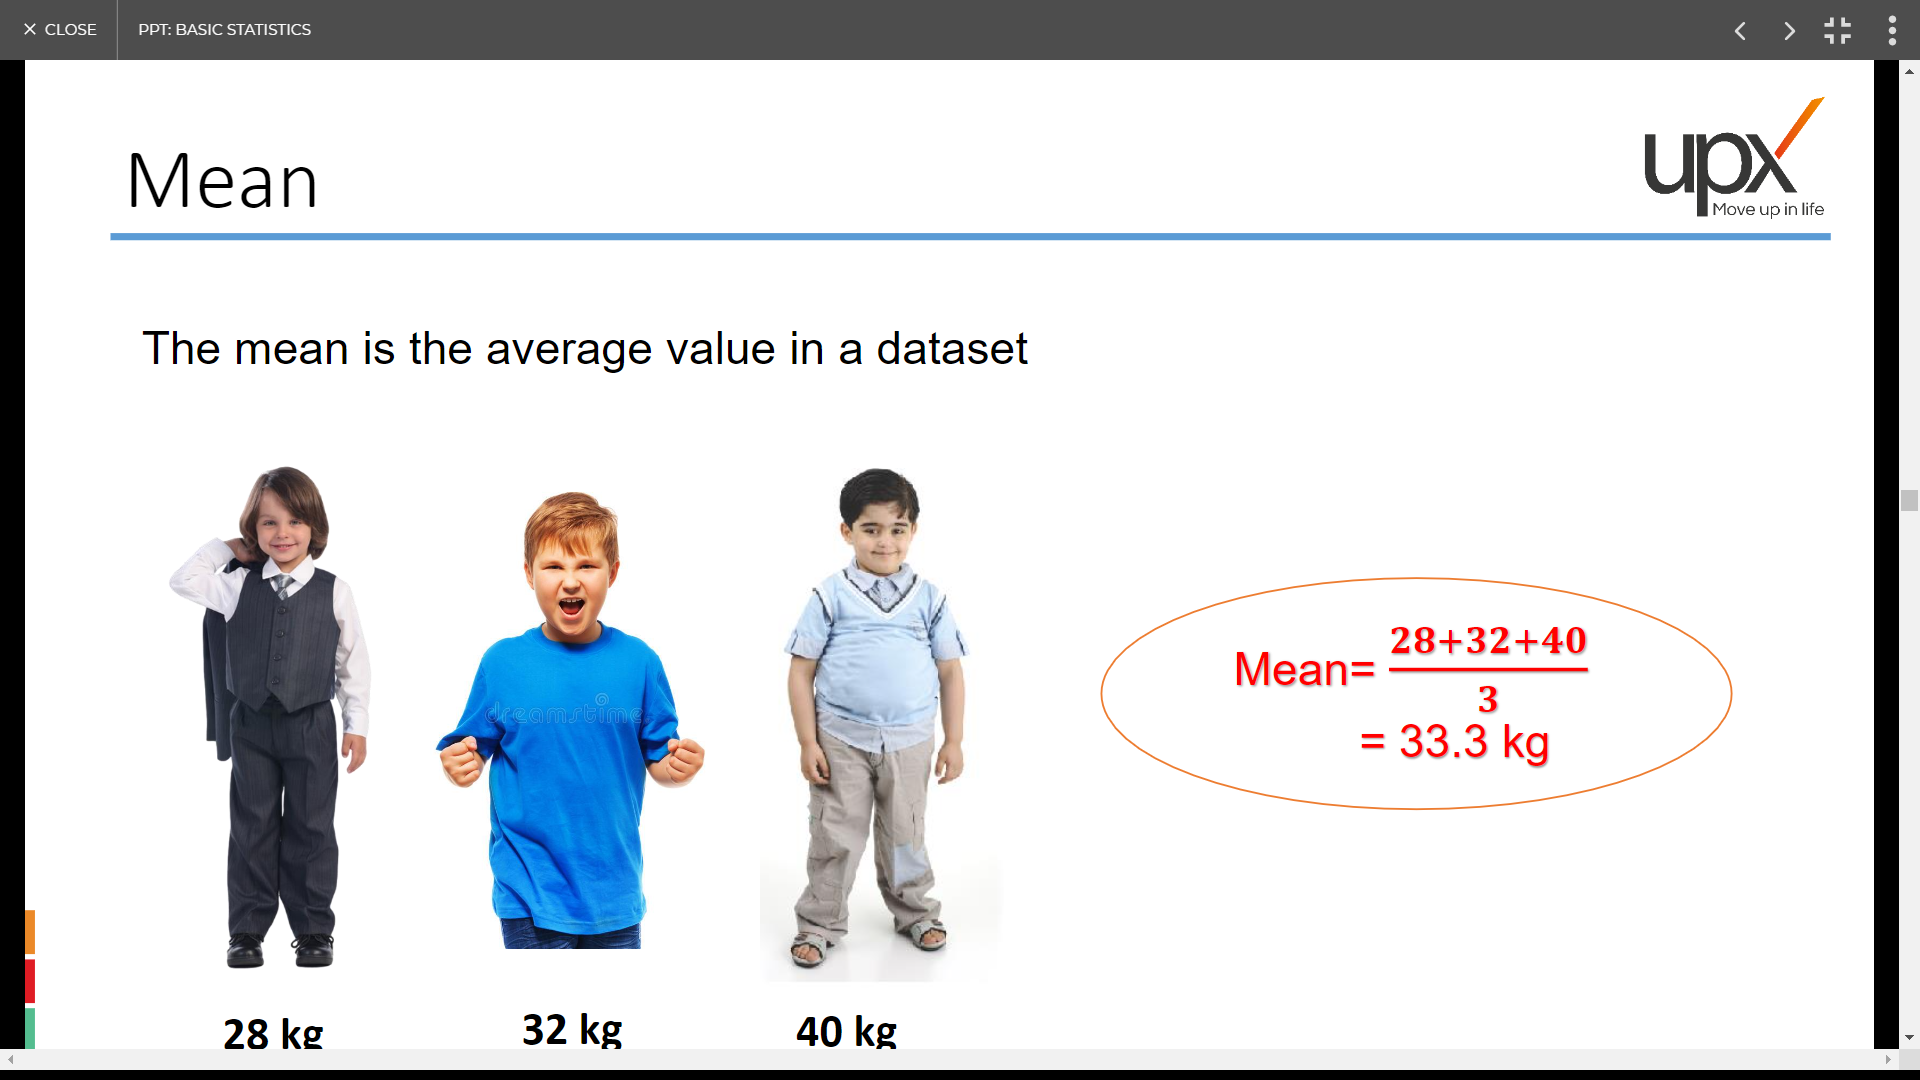 × CLOSE
PPT: BASIC STATISTICS
upx
Move up in life
Mean
The mean is the average value in a dataset
dreamstime
Mean= 28+32+40
3
= 33.3 kg
28 kg
32 kg
40 kg